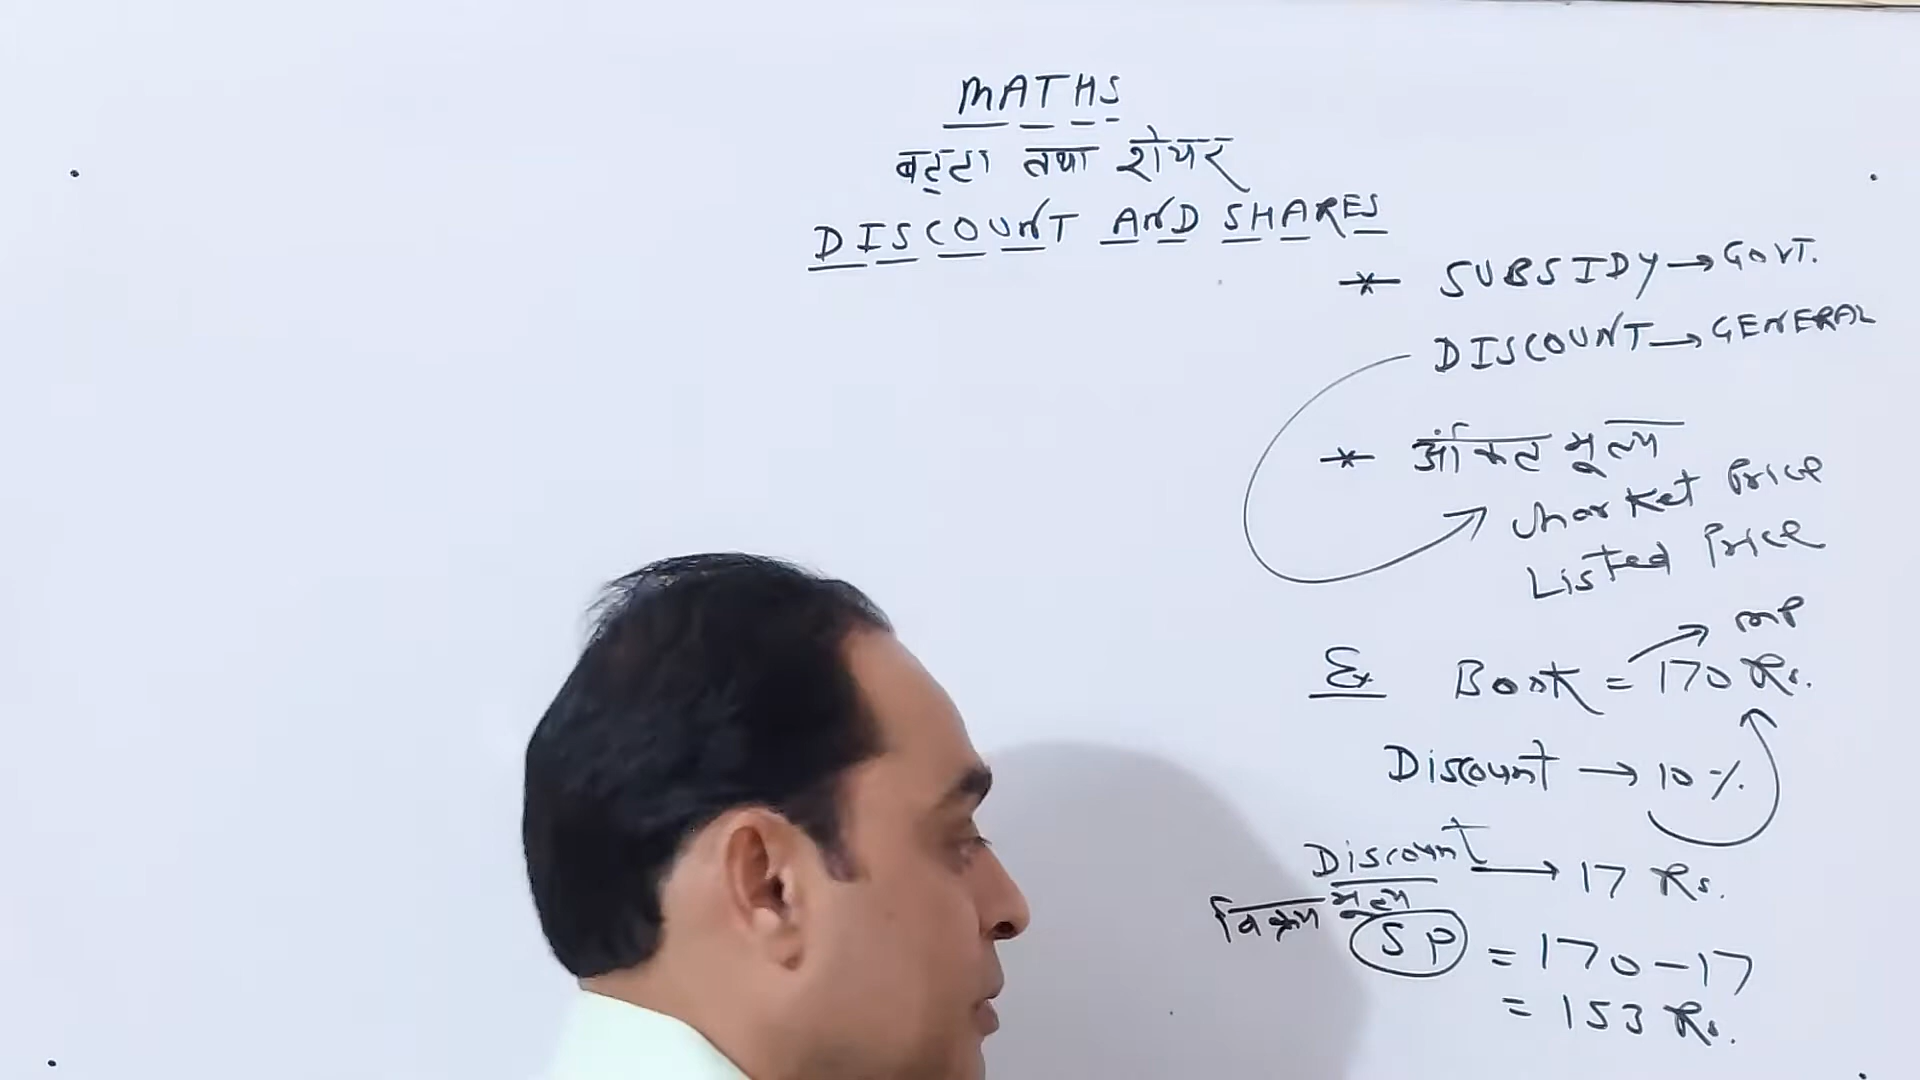 MATHS
बट्टा तथा शेयर
DISCOUNT AND SHARES
* SUBSIDY → GOVT.
DISCOUNT → GENERAL
* अंकित मूल्य
Market Price
Listed Price
MP
Ex Book = 170 Rs.
Discount → 10 %
Discount → 17 Rs.
विक्रय मूल्य
SP = 170 - 17
= 153 Rs.